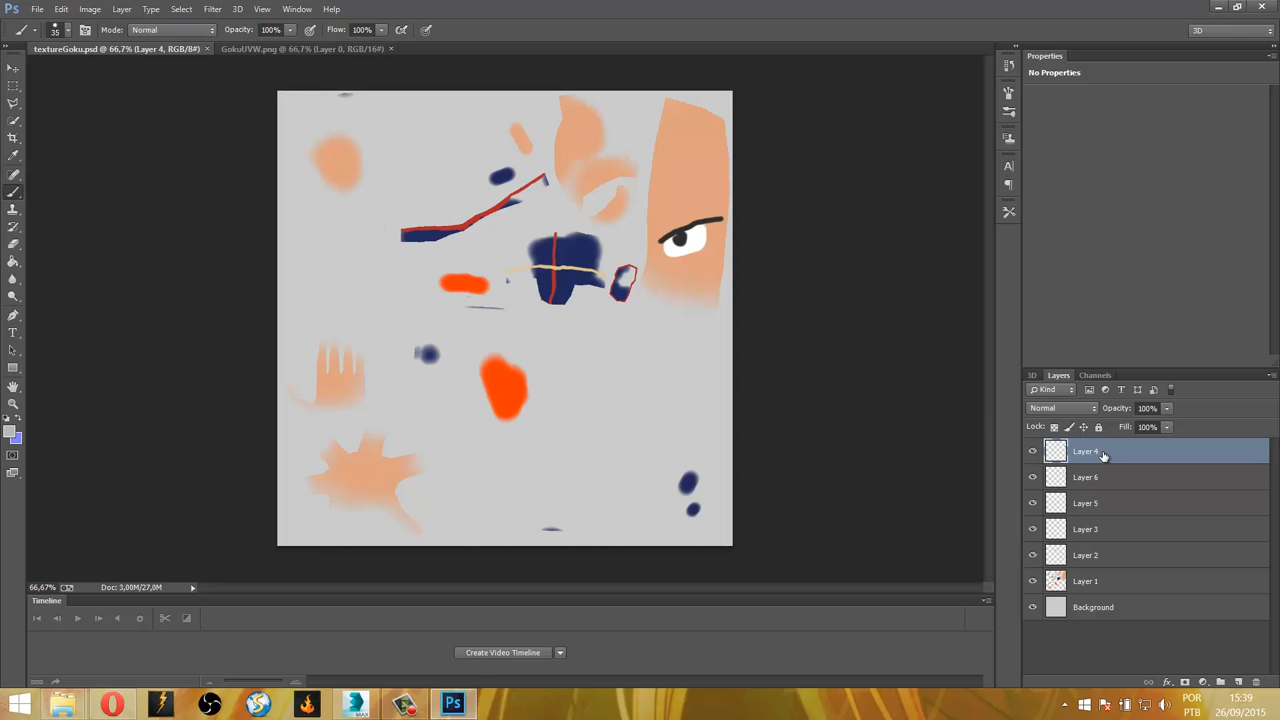 Ps File Edit Image Layer Type Select Filter 3D View Window Help
35 Mode: Normal Opacity: 100% Flow: 100% 3D
textureGoku.psd @ 66,7% (Layer 4, RGB/8#) × GokuUVW.png @ 66,7% (Layer 0, RGB/16#) ×
Properties
No Properties
3D Layers Channels
Kind
Normal Opacity: 100%
Lock: Fill: 100%
Layer 4
Layer 6
Layer 5
Layer 3
Layer 2
Layer 1
Background
66,67% Doc: 3,00M/27,0M
Timeline
Create Video Timeline
MAX Ps
POR 15:39
PTB 26/09/2015